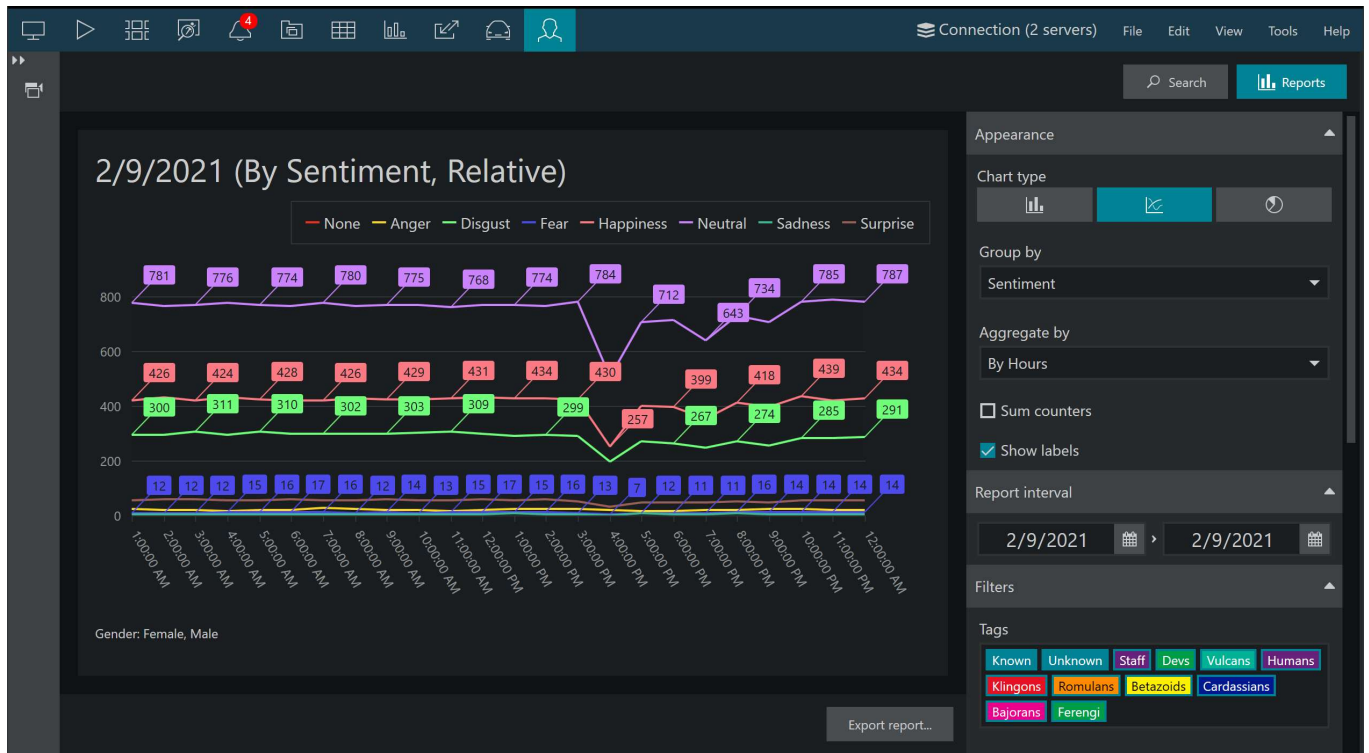 4
Connection (2 servers) File Edit View Tools Help
Search Reports
2/9/2021 (By Sentiment, Relative)
None Anger Disgust Fear Happiness Neutral Sadness Surprise
781 776 774 780 775 768 774 784 712 643 734 785 787
426 424 428 426 429 431 434 430 257 399 418 439 434
300 311 310 302 303 309 299 267 274 285 291
12 12 12 15 16 17 16 12 14 13 15 17 15 16 13 7 12 11 11 16 14 14 14 14
800
600
400
200
0
1:00:00 AM 2:00:00 AM 3:00:00 AM 4:00:00 AM 5:00:00 AM 6:00:00 AM 7:00:00 AM 8:00:00 AM 9:00:00 AM 10:00:00 AM 11:00:00 AM 12:00:00 PM 1:00:00 PM 2:00:00 PM 3:00:00 PM 4:00:00 PM 5:00:00 PM 6:00:00 PM 7:00:00 PM 8:00:00 PM 9:00:00 PM 10:00:00 PM 11:00:00 PM 12:00:00 AM
Gender: Female, Male
Export report...
Appearance
Chart type
Group by
Sentiment
Aggregate by
By Hours
Sum counters
Show labels
Report interval
2/9/2021 › 2/9/2021
Filters
Tags
Known Unknown Staff Devs Vulcans Humans
Klingons Romulans Betazoids Cardassians
Bajorans Ferengi